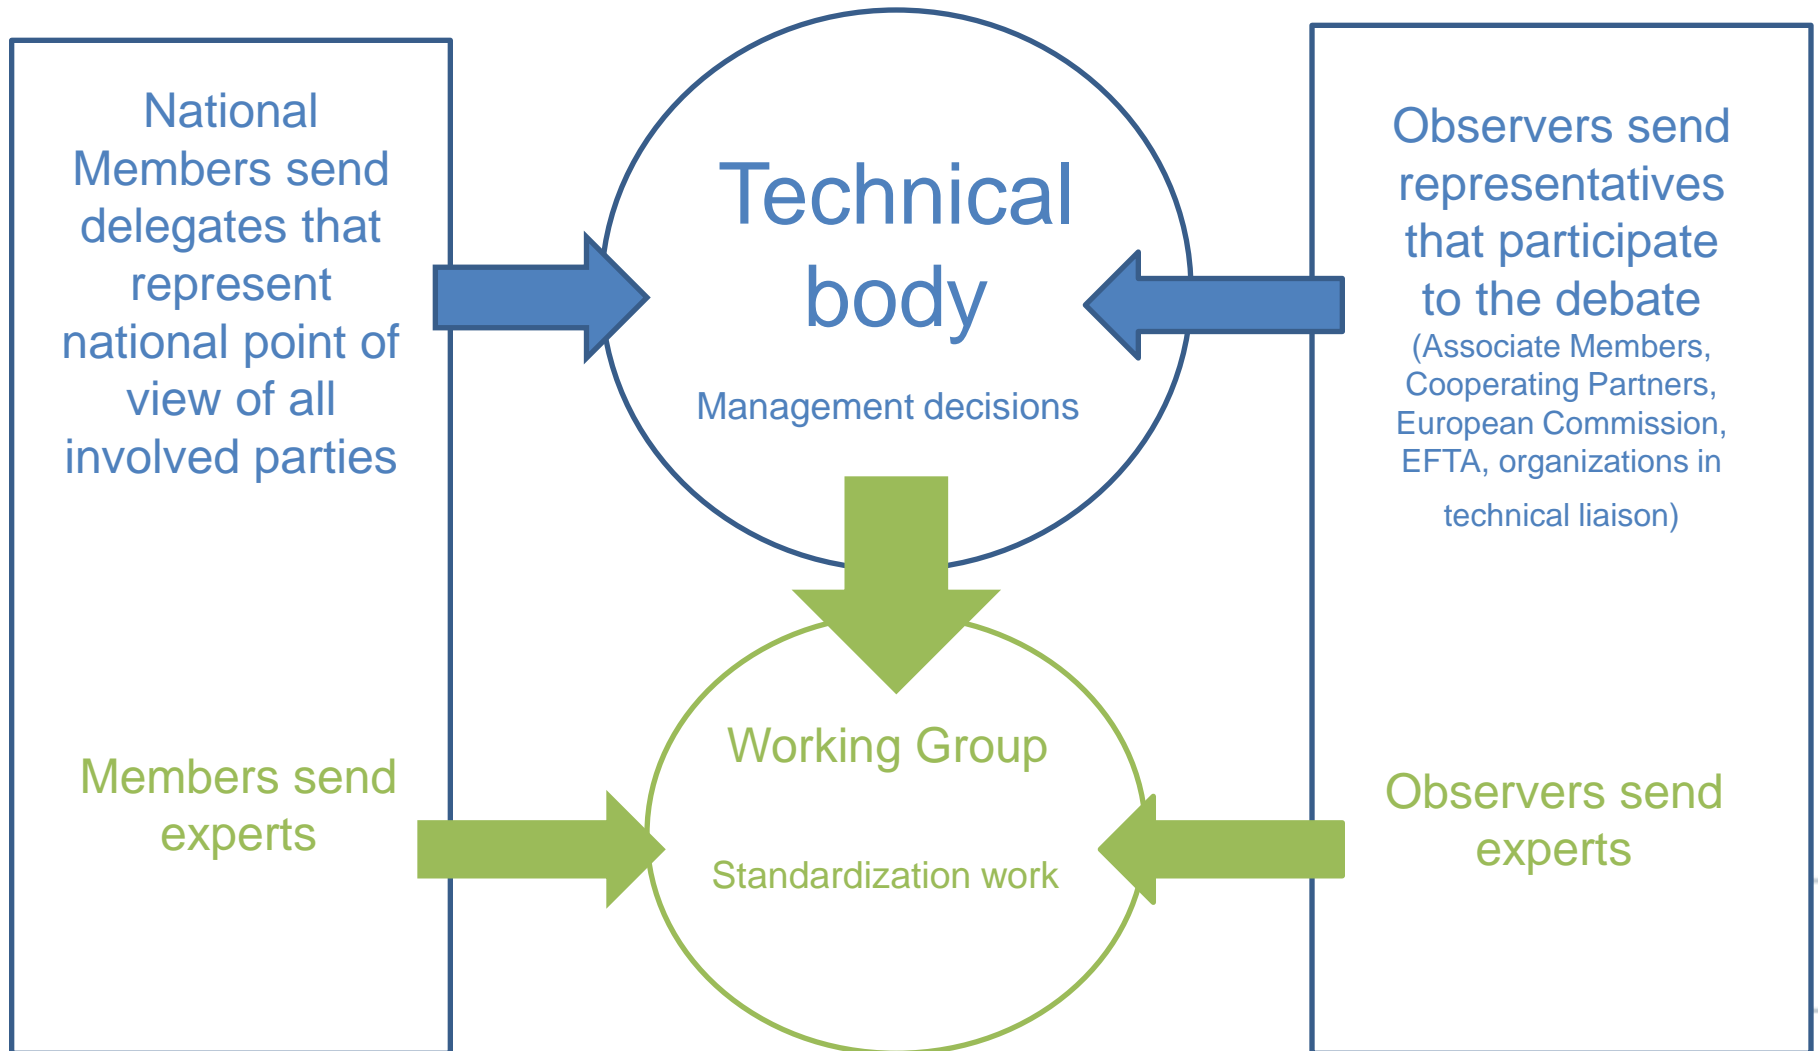 National
Members send
delegates that
represent
national point of
view of all
involved parties
Members send
experts
Technical
body
Management decisions
Working Group
Standardization work
Observers send
representatives
that participate
to the debate
(Associate Members,
Cooperating Partners,
European Commission,
EFTA, organizations in
technical liaison)
Observers send
experts